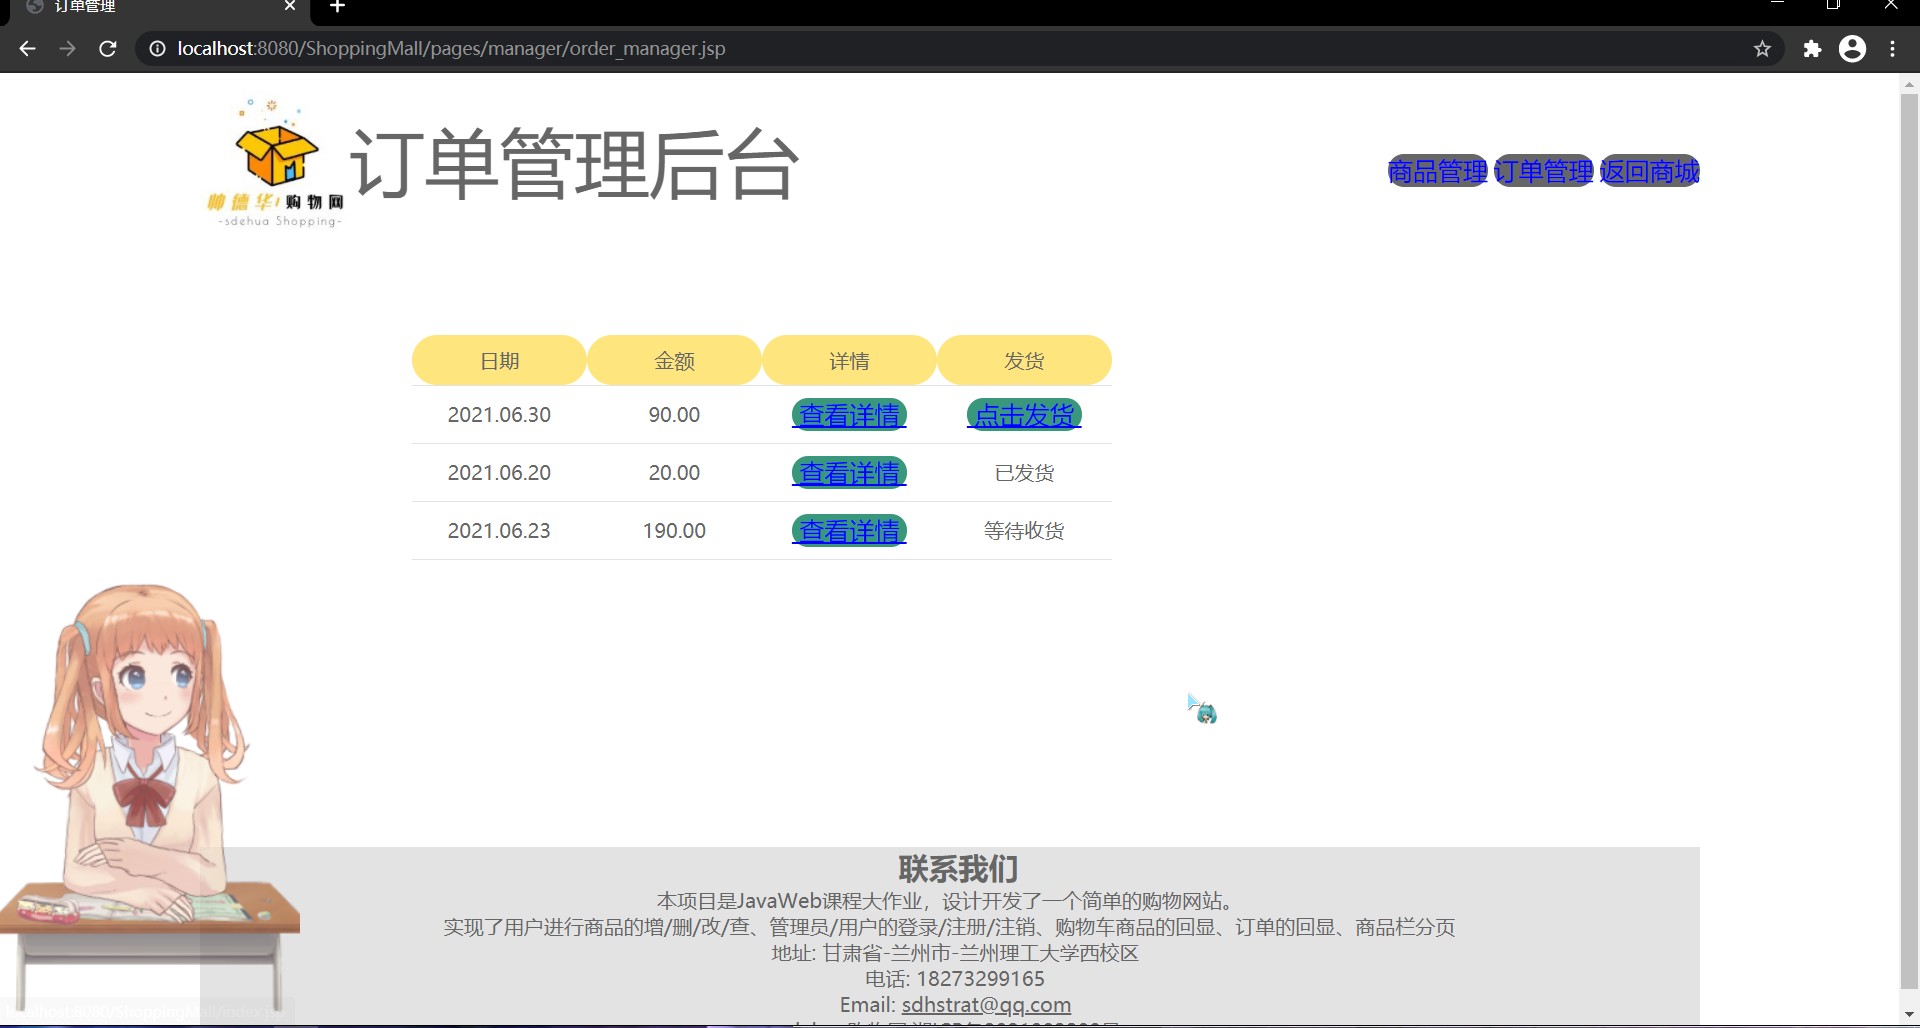 订单管理
localhost:8080/ShoppingMall/pages/manager/order_manager.jsp
帅德华/购物网
-sdehua Shopping-
订单管理后台
商品管理 订单管理 返回商城
日期 金额 详情 发货
2021.06.30 90.00 查看详情 点击发货
2021.06.20 20.00 查看详情 已发货
2021.06.23 190.00 查看详情 等待收货
联系我们
本项目是JavaWeb课程大作业，设计开发了一个简单的购物网站。
实现了用户进行商品的增/删/改/查、管理员/用户的登录/注册/注销、购物车商品的回显、订单的回显、商品栏分页
地址: 甘肃省-兰州市-兰州理工大学西校区
电话: 18273299165
Email: sdhstrat@qq.com
localhost:8080/ShoppingMall/index.jsp